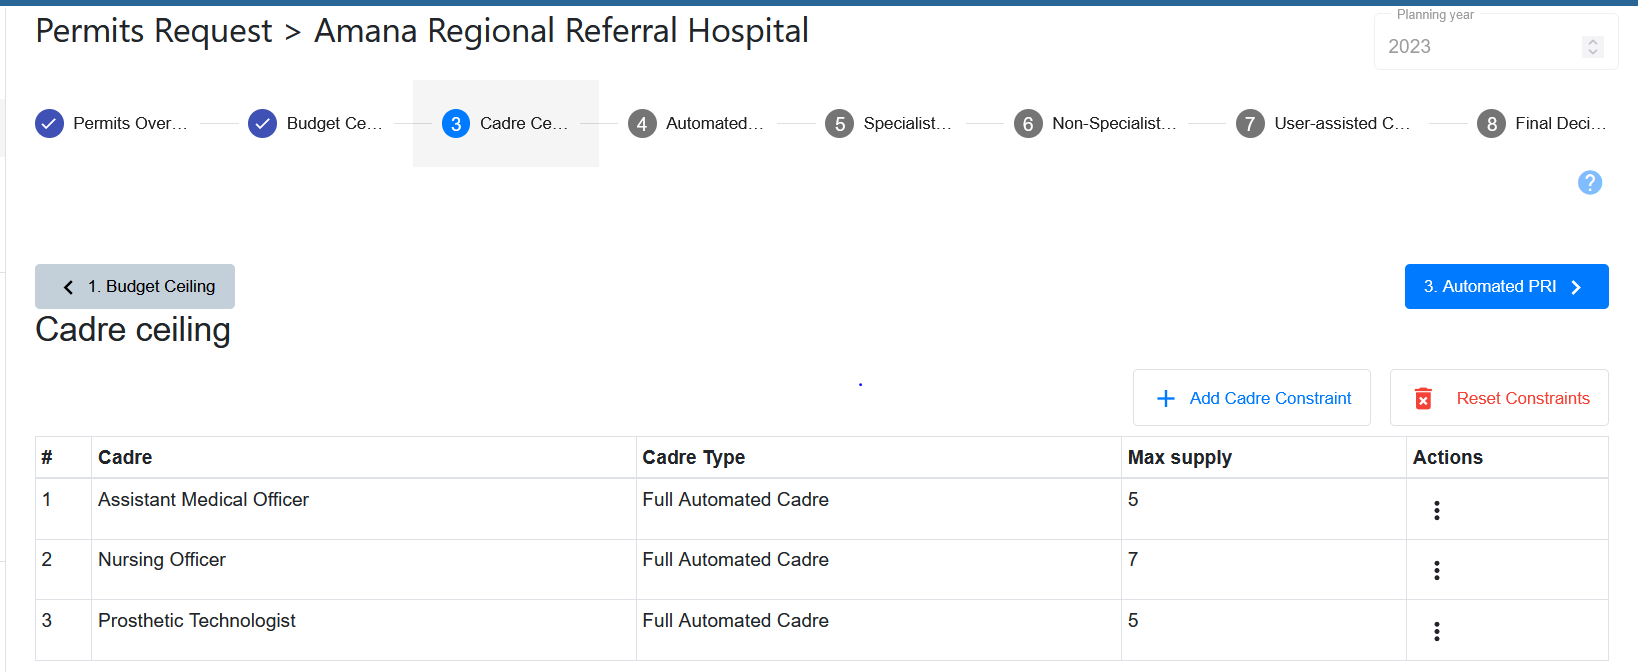 Permits Request > Amana Regional Referral Hospital
Planning year
2023
Permits Over...
Budget Ce...
3 Cadre Ce...
4 Automated...
5 Specialist...
6 Non-Specialist...
7 User-assisted C...
8 Final Deci...
?
1. Budget Ceiling
3. Automated PRI
Cadre ceiling
+ Add Cadre Constraint
Reset Constraints
# Cadre Cadre Type Max supply Actions
1 Assistant Medical Officer Full Automated Cadre 5
2 Nursing Officer Full Automated Cadre 7
3 Prosthetic Technologist Full Automated Cadre 5